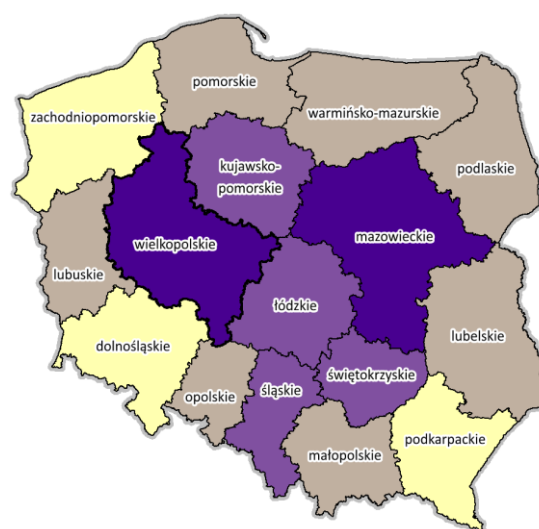 pomorskie
zachodniopomorskie
warmińsko-mazurskie
kujawsko-
pomorskie
podlaskie
wielkopolskie
mazowieckie
lubuskie
łódzkie
lubelskie
dolnośląskie
świętokrzyskie
opolskie
śląskie
podkarpackie
małopolskie